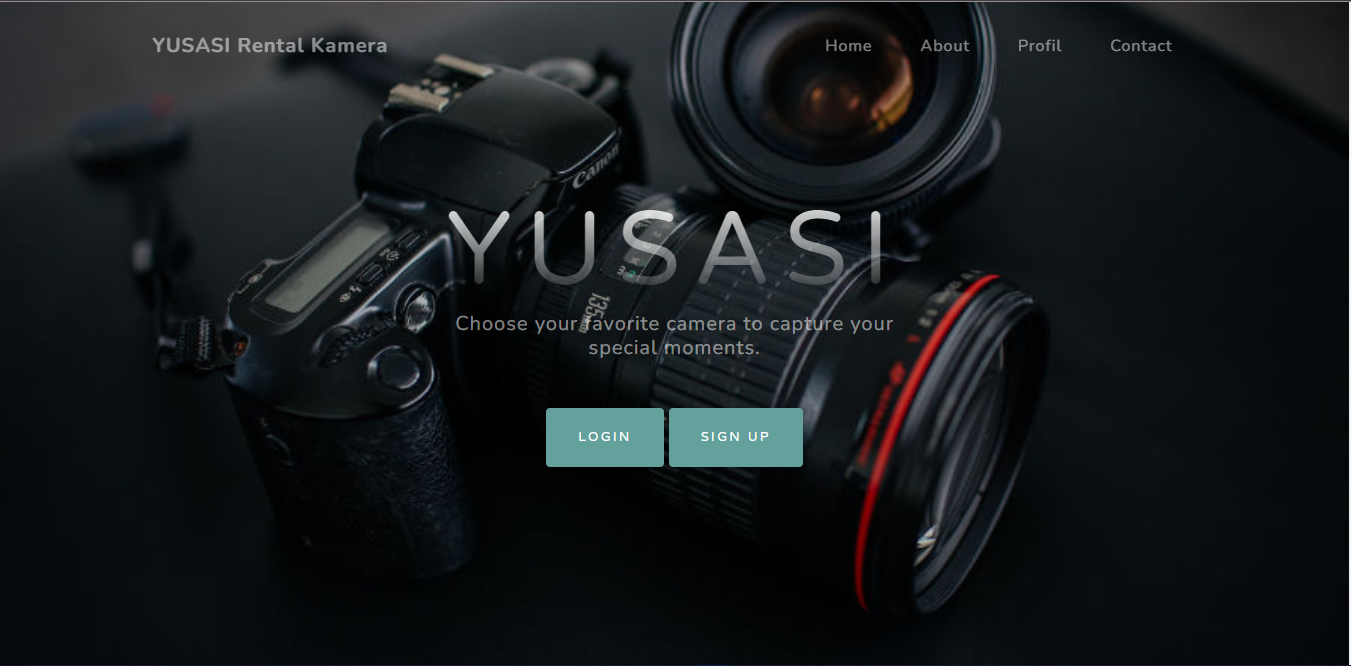 YUSASI Rental Kamera
Home About Profil Contact
Canon
YUSASI
135
Choose your favorite camera to capture your
special moments.
LOGIN SIGN UP